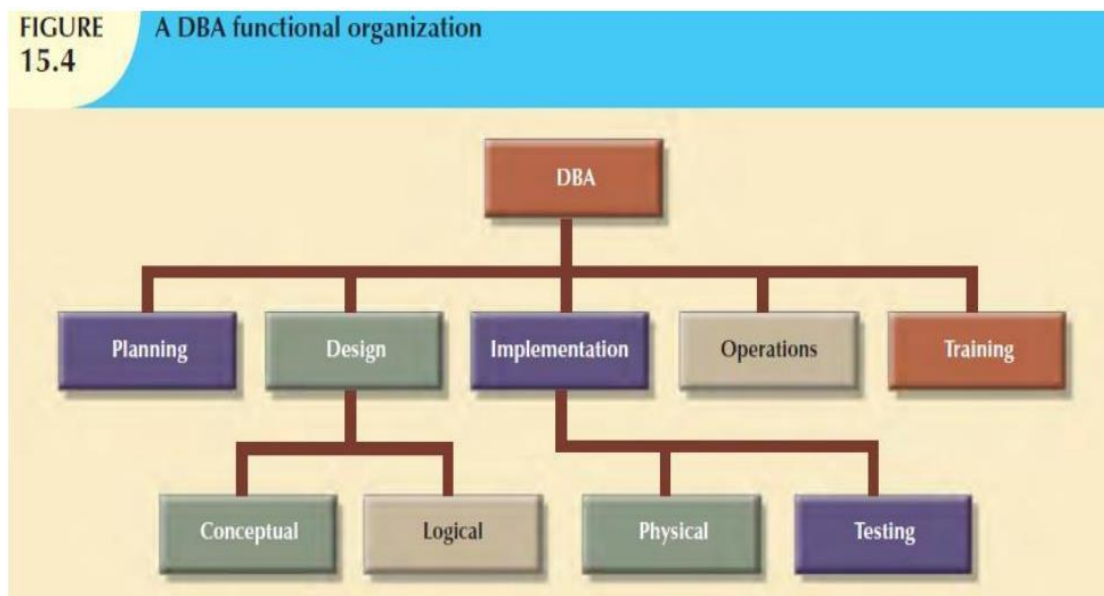 FIGURE
15.4
A DBA functional organization
DBA
Planning
Design
Implementation
Operations
Training
Conceptual
Logical
Physical
Testing